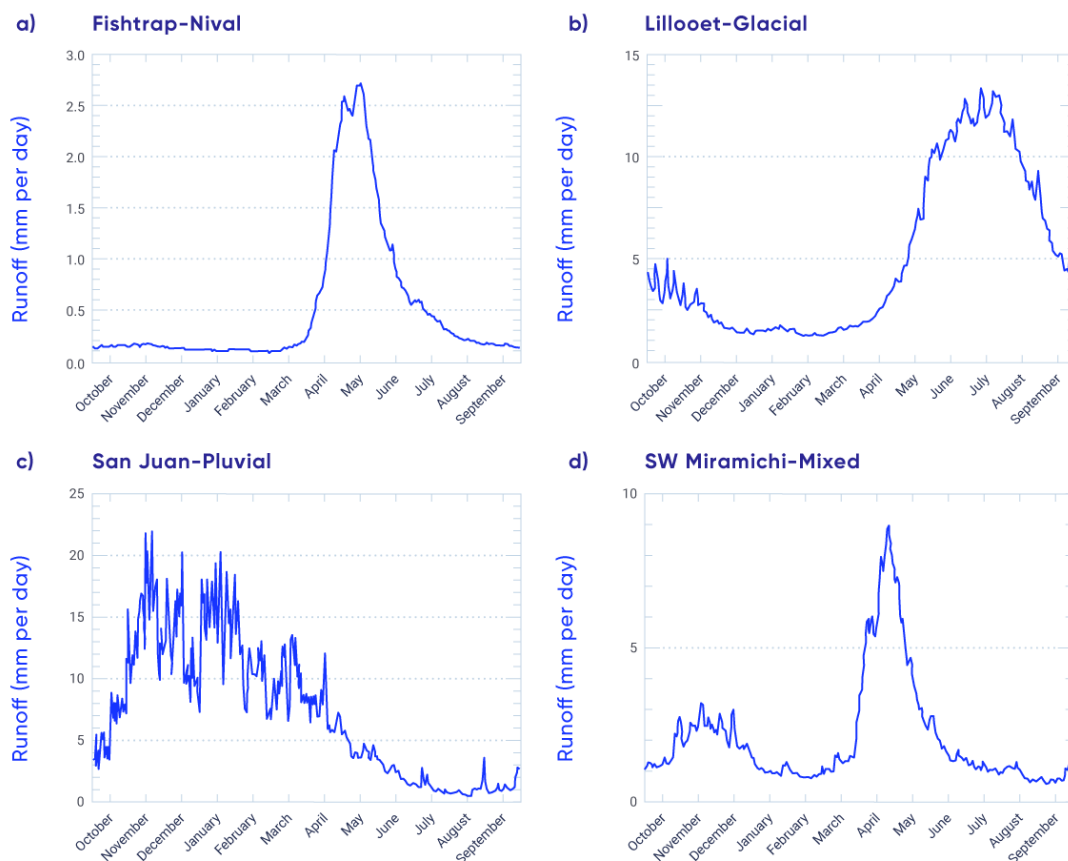 a) Fishtrap-Nival
Runoff (mm per day)
3.0
2.5
2.0
1.5
1.0
0.5
0.0
October November December January February March April May June July August September
b) Lillooet-Glacial
Runoff (mm per day)
15
10
5
0
October November December January February March April May June July August September
c) San Juan-Pluvial
Runoff (mm per day)
25
20
15
10
5
0
October November December January February March April May June July August September
d) SW Miramichi-Mixed
Runoff (mm per day)
10
5
0
October November December January February March April May June July August September